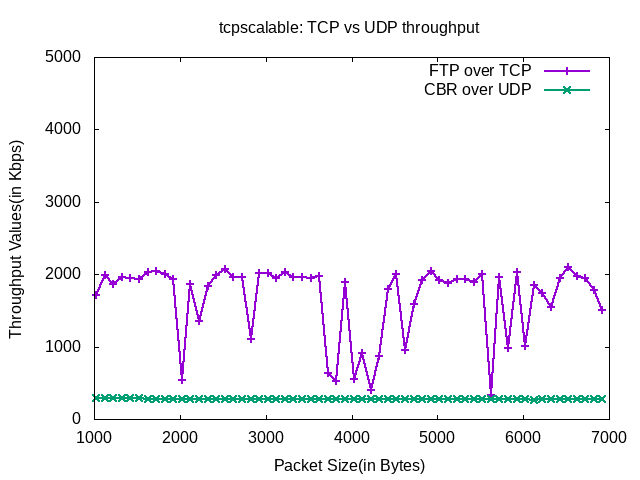 tcpscalable: TCP vs UDP throughput
5000
4000
3000
2000
1000
0
Throughput Values(in Kbps)
FTP over TCP
CBR over UDP
1000 2000 3000 4000 5000 6000 7000
Packet Size(in Bytes)